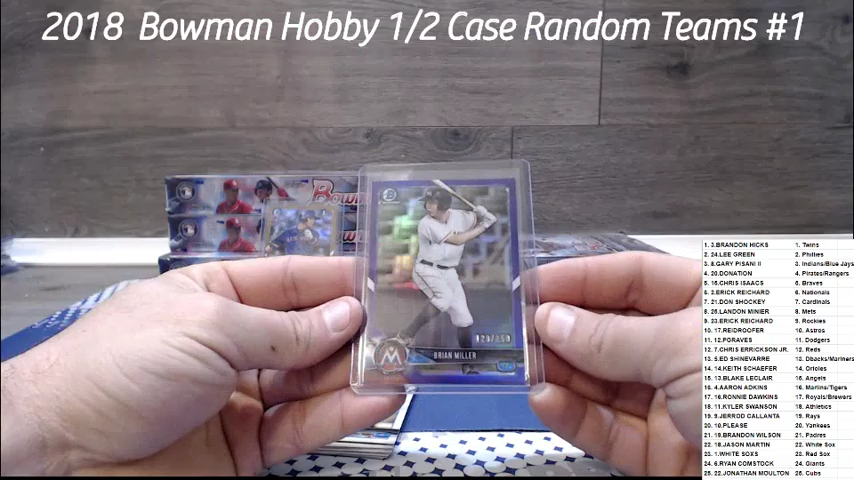 2018 Bowman Hobby 1/2 Case Random Teams #1
Bowm
BRIAN MILLER
M
1. 3.BRANDON HICKS 1. Twins
2. 24.LEE GREEN 2. Phillies
3. 8.GARY PISANI II 3. Indians/Blue Jays
4. 20.DONATION 4. Pirates/Rangers
5. 16.CHRIS ISAACS 5. Braves
6. 2.ERICK REICHARD 6. Nationals
7. 21.DON SHOCKEY 7. Cardinals
8. 25.LANDON MINIER 8. Mets
9. 23.ERICK REICHARD 9. Rockies
10. 17.REIDROOFER 10. Astros
11. 12.FGRAVES 11. Dodgers
12. 7.CHRIS ERRICKSON JR. 12. Reds
13. 5.ED SHINEVARRE 13. Dbacks/Mariners
14. 14.KEITH SCHAEFER 14. Orioles
15. 13.BLAKE LECLAIR 15. Angels
16. 4.AARON ADKINS 16. Marlins/Tigers
17. 15.RONNIE DAWKINS 17. Royals/Brewers
18. 11.KYLER SWANSON 18. Athletics
19. 9.JERROD CALLANTA 19. Rays
20. 10.PLEASE 20. Yankees
21. 19.BRANDON WILSON 21. Padres
22. 18.JASON MARTIN 22. White Sox
23. 1.WHITE SOXS 23. Red Sox
24. 6.RYAN COMSTOCK 24. Giants
25. 22.JONATHAN MOULTON 25. Cubs